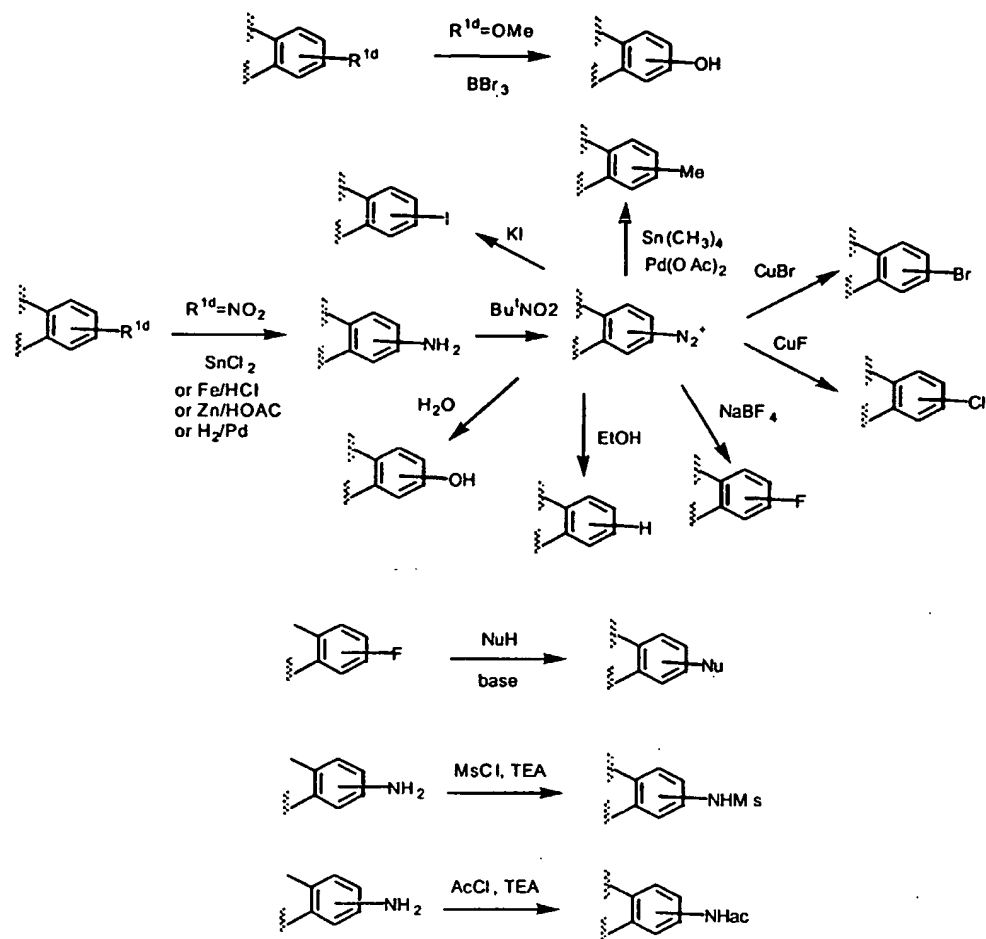 R¹ᵈ=OMe
R¹ᵈ
BBr₃
OH
Me
I
KI
Sn(CH₃)₄
Pd(OAc)₂
CuBr
Br
R¹ᵈ
R¹ᵈ=NO₂
SnCl₂
or Fe/HCl
or Zn/HOAC
or H₂/Pd
NH₂
BuᵗNO2
N₂⁺
CuF
Cl
H₂O
OH
EtOH
H
NaBF₄
F
F
NuH
base
Nu
NH₂
MsCl, TEA
NHMs
NH₂
AcCl, TEA
NHac